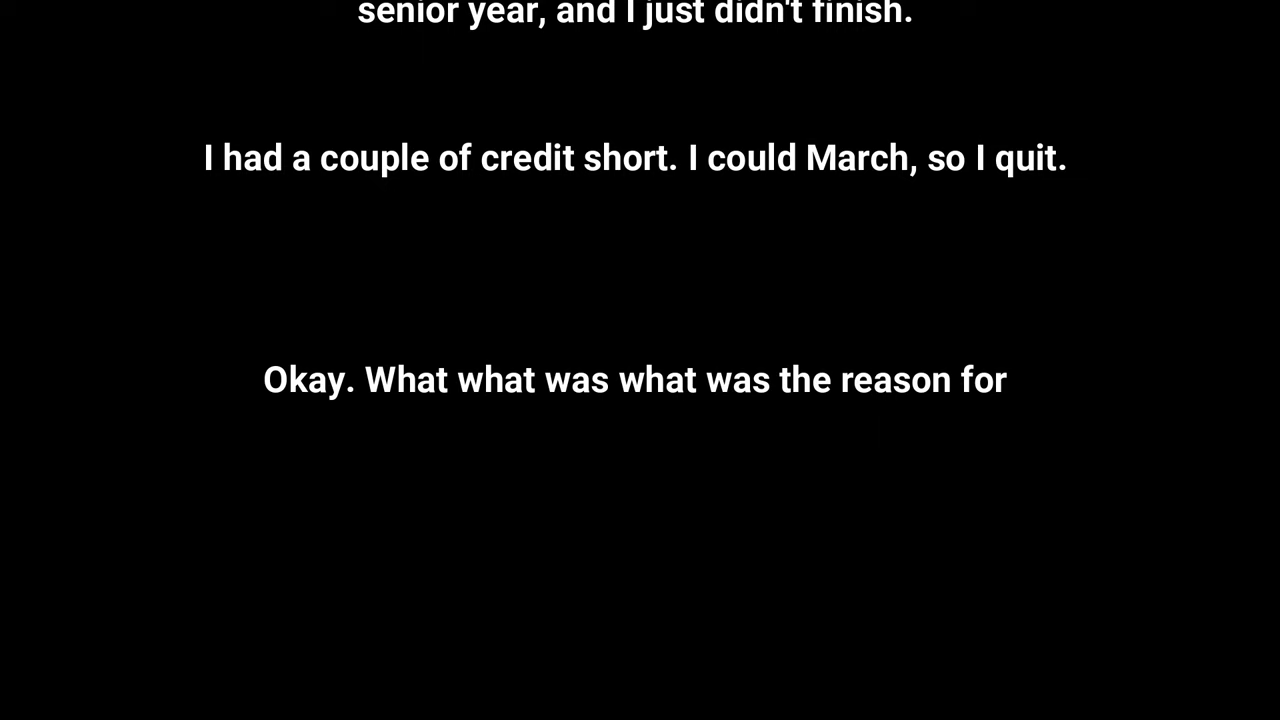 senior year, and I just didn't finish.
I had a couple of credit short. I could March, so I quit.
Okay. What what was what was the reason for